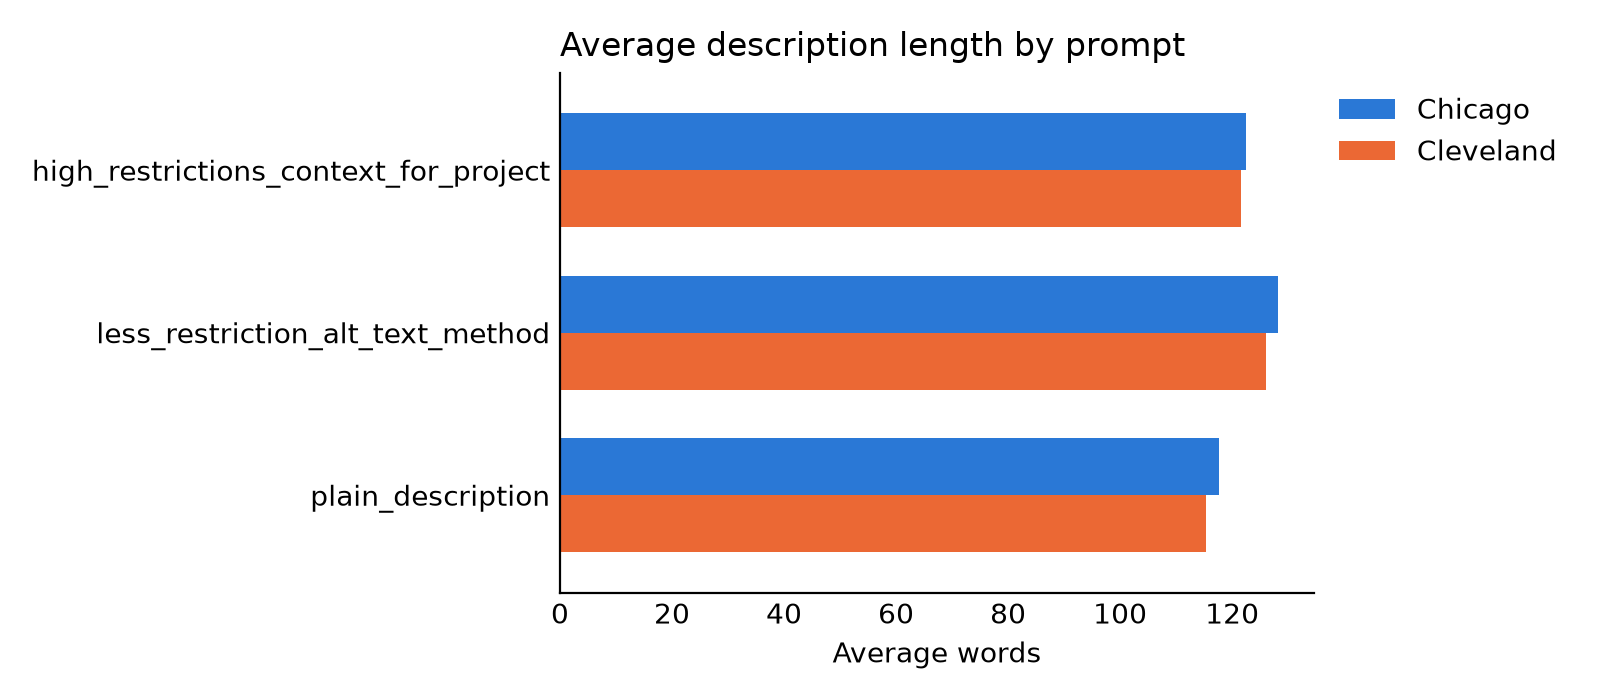 Average description length by prompt
Chicago
Cleveland
high_restrictions_context_for_project
less_restriction_alt_text_method
plain_description
0 20 40 60 80 100 120
Average words